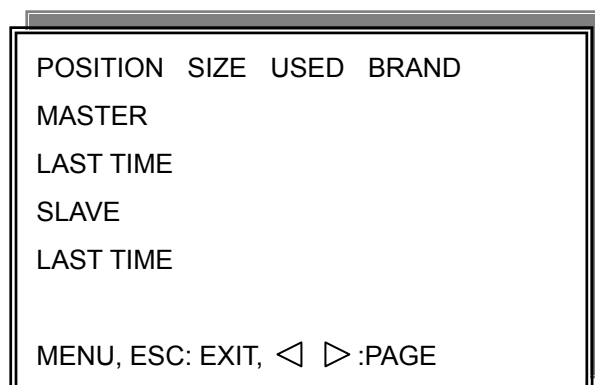 POSITION SIZE USED BRAND
MASTER
LAST TIME
SLAVE
LAST TIME
MENU, ESC: EXIT, ◁ ▷ :PAGE